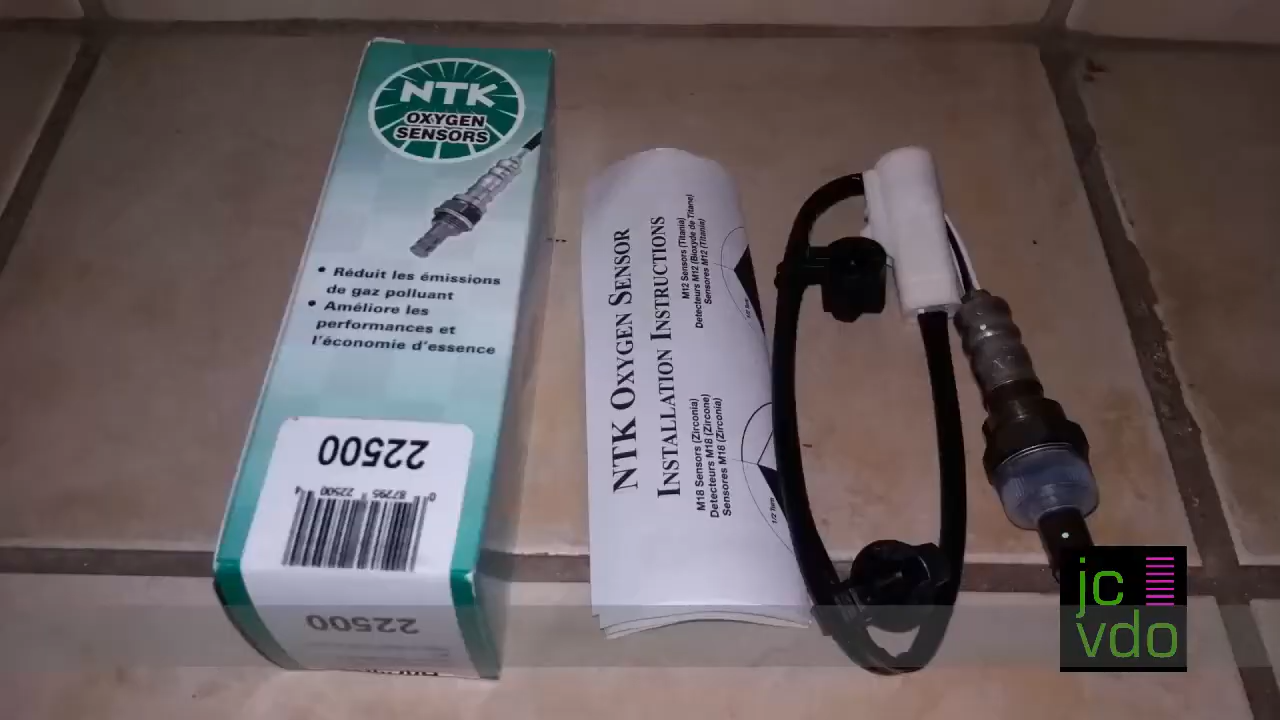 NTK
OXYGEN
SENSORS
• Réduit les émissions
de gaz polluant
• Améliore les
performances et
l'économie d'essence
22500
0 87295 22500 4
22500
NTK OXYGEN SENSOR
INSTALLATION INSTRUCTIONS
M18 Sensors (Zirconia)
Detecteurs M18 (Zircone)
Sensores M18 (Zirconia)
1/2 Turn
M12 Sensors (Titania)
Detecteurs M12 (Bioxyde de Titane)
Sensores M12 (Titania)
jc
vdo